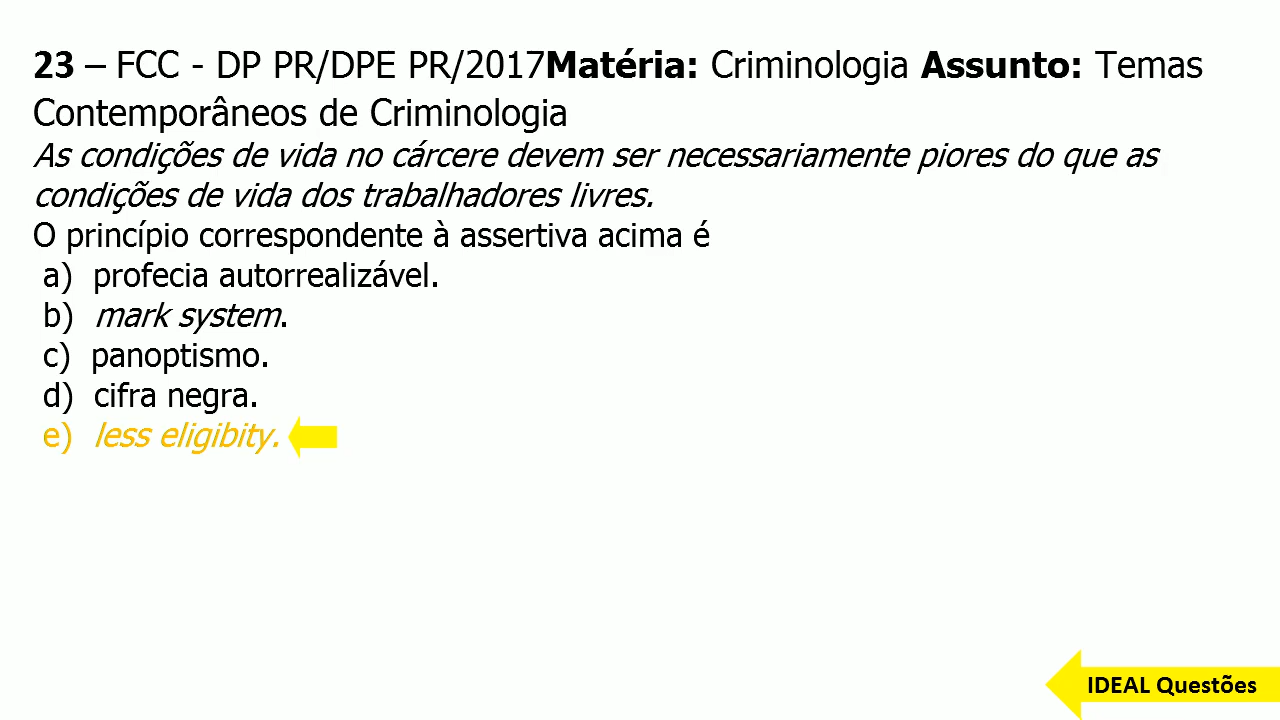 23 – FCC - DP PR/DPE PR/2017Matéria: Criminologia Assunto: Temas
Contemporâneos de Criminologia
As condições de vida no cárcere devem ser necessariamente piores do que as
condições de vida dos trabalhadores livres.
O princípio correspondente à assertiva acima é
a) profecia autorrealizável.
b) mark system.
c) panoptismo.
d) cifra negra.
e) less eligibity.
IDEAL Questões